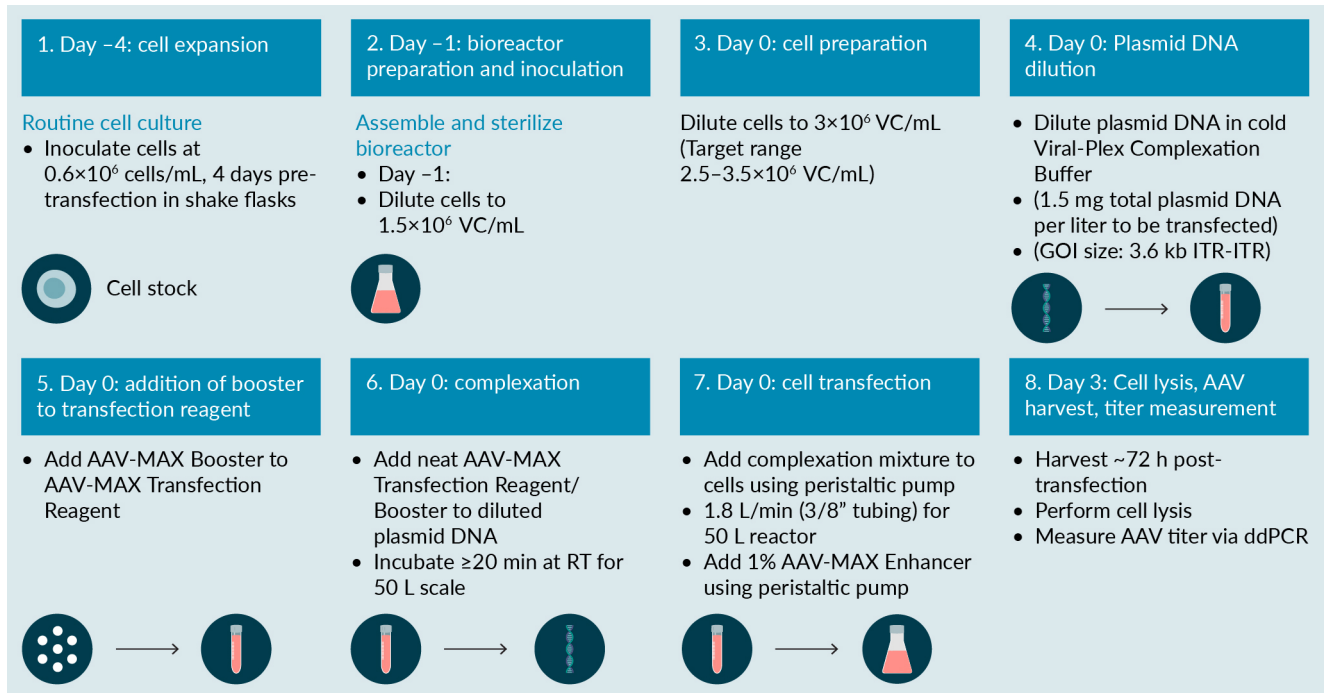 1. Day –4: cell expansion
Routine cell culture
• Inoculate cells at
0.6×10⁶ cells/mL, 4 days pre-
transfection in shake flasks
Cell stock
2. Day –1: bioreactor
preparation and inoculation
Assemble and sterilize
bioreactor
• Day –1:
• Dilute cells to
1.5×10⁶ VC/mL
3. Day 0: cell preparation
Dilute cells to 3×10⁶ VC/mL
(Target range
2.5–3.5×10⁶ VC/mL)
4. Day 0: Plasmid DNA
dilution
• Dilute plasmid DNA in cold
Viral-Plex Complexation
Buffer
• (1.5 mg total plasmid DNA
per liter to be transfected)
• (GOI size: 3.6 kb ITR-ITR)
5. Day 0: addition of booster
to transfection reagent
• Add AAV-MAX Booster to
AAV-MAX Transfection
Reagent
6. Day 0: complexation
• Add neat AAV-MAX
Transfection Reagent/
Booster to diluted
plasmid DNA
• Incubate ≥20 min at RT for
50 L scale
7. Day 0: cell transfection
• Add complexation mixture to
cells using peristaltic pump
• 1.8 L/min (3/8” tubing) for
50 L reactor
• Add 1% AAV-MAX Enhancer
using peristaltic pump
8. Day 3: Cell lysis, AAV
harvest, titer measurement
• Harvest ~72 h post-
transfection
• Perform cell lysis
• Measure AAV titer via ddPCR